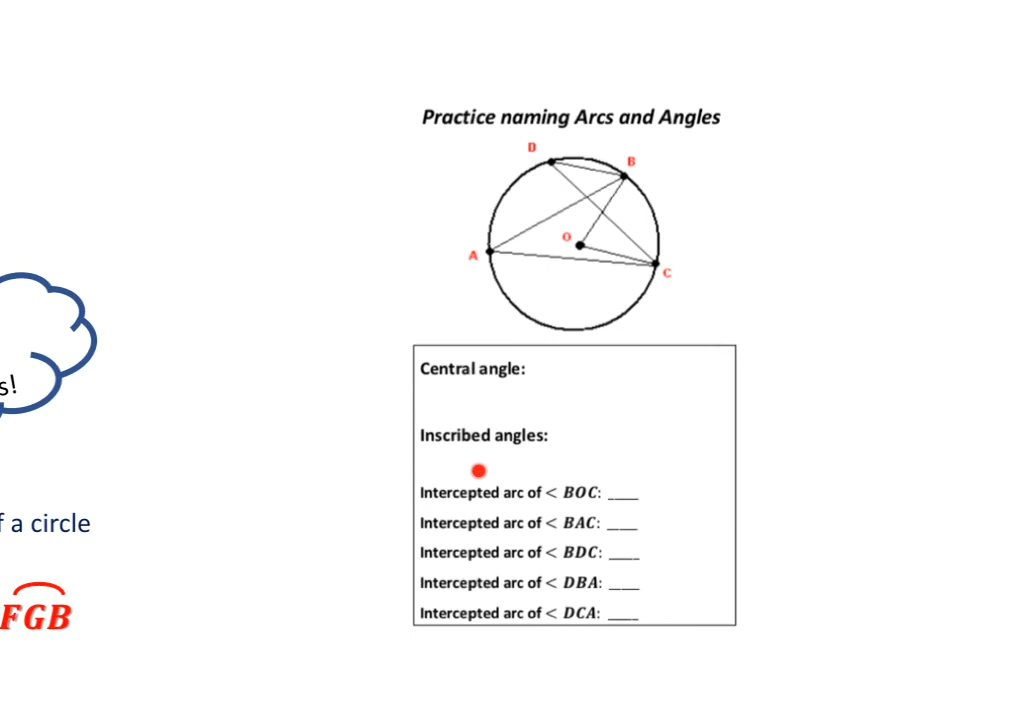 Practice naming Arcs and Angles
D
B
O
A
C
s!
Central angle:
Inscribed angles:
Intercepted arc of < BOC: ____
f a circle
Intercepted arc of < BAC: ____
Intercepted arc of < BDC: ____
Intercepted arc of < DBA: ____
FGB
Intercepted arc of < DCA: ____